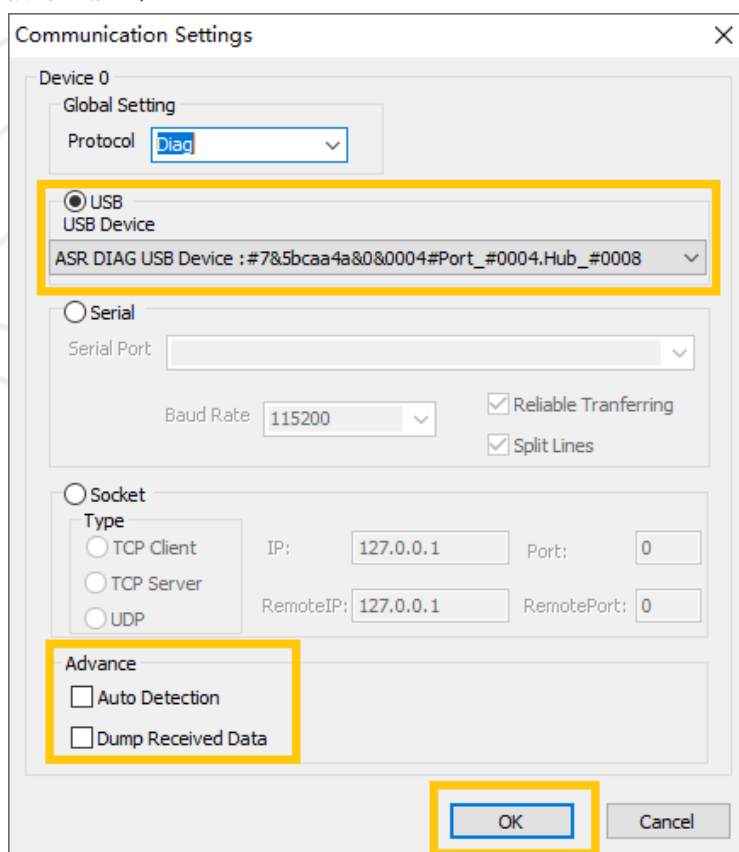 Communication Settings
Device 0
Global Setting
Protocol Diag
USB
USB Device
ASR DIAG USB Device :#7&5bcaa4a&0&0004#Port_#0004.Hub_#0008
Serial
Serial Port
Baud Rate 115200
Reliable Tranferring
Split Lines
Socket
Type
TCP Client
TCP Server
UDP
IP: 127.0.0.1 Port: 0
RemoteIP: 127.0.0.1 RemotePort: 0
Advance
Auto Detection
Dump Received Data
OK Cancel